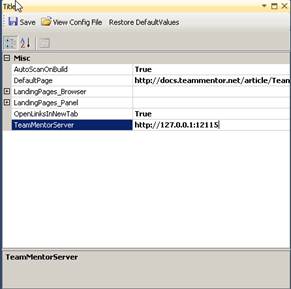 Title
Save View Config File Restore DefaultValues
Misc
AutoScanOnBuild True
DefaultPage http://docs.teammentor.net/article/Team
LandingPages_Browser
LandingPages_Panel
OpenLinksInNewTab True
TeamMentorServer http://127.0.0.1:12115
TeamMentorServer